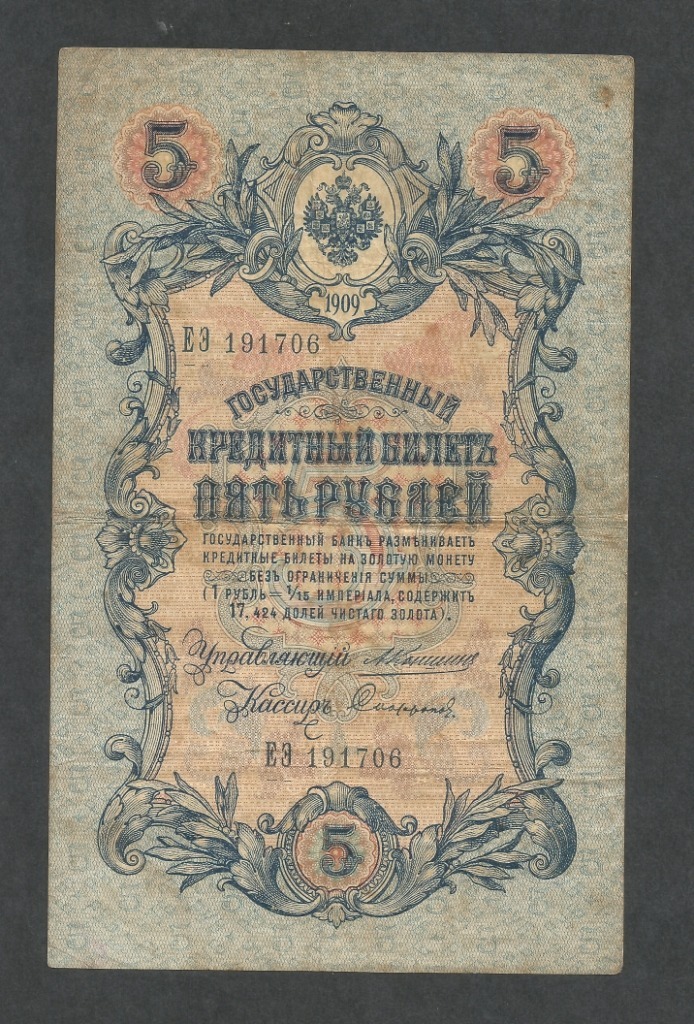 5 5
1909
ЕЭ 191706
ГОСУДАРСТВЕННЫЙ
КРЕДИТНЫЙ БИЛЕТЪ
ПЯТЬ РУБЛЕЙ
ГОСУДАРСТВЕННЫЙ БАНКЪ РАЗМѢНИВАЕТЪ
КРЕДИТНЫЕ БИЛЕТЫ НА ЗОЛОТУЮ МОНЕТУ
БЕЗЪ ОГРАНИЧЕНІЯ СУММЫ
(1 РУБЛЬ = 1/15 ИМПЕРІАЛА, СОДЕРЖИТЪ
17,424 ДОЛЕЙ ЧИСТАГО ЗОЛОТА).
Управляющій
Кассиръ
ЕЭ 191706
5